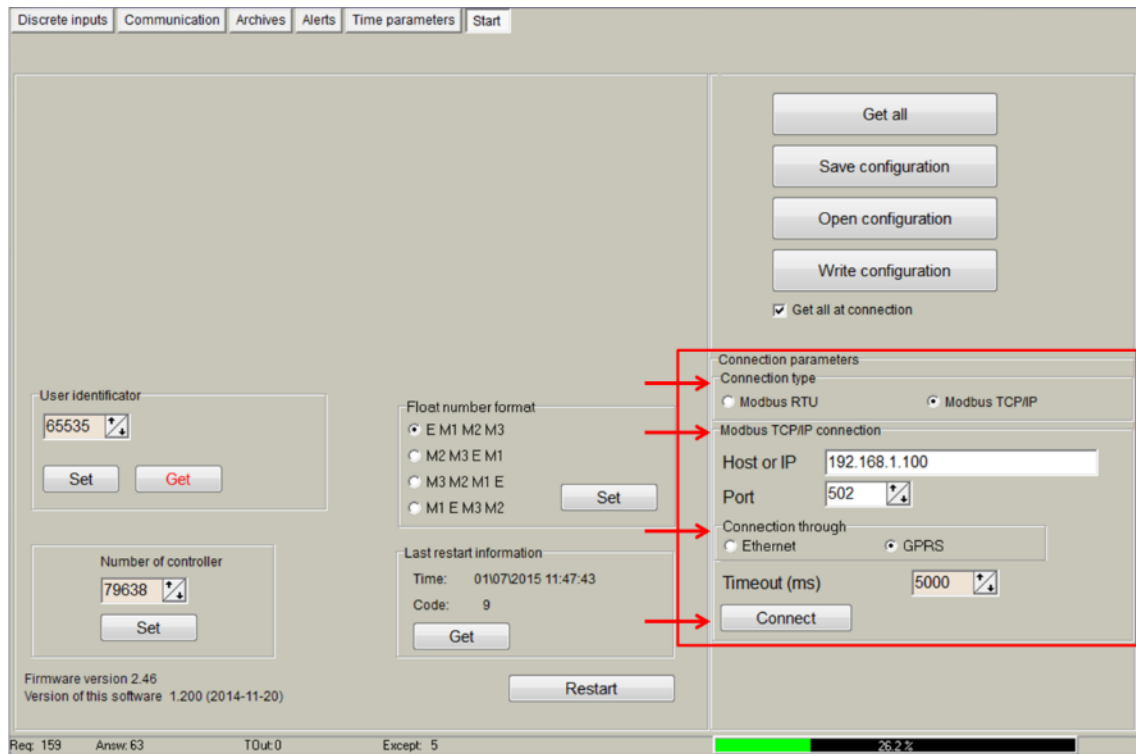 Discrete inputs Communication Archives Alerts Time parameters Start
Get all
Save configuration
Open configuration
Write configuration
Get all at connection
Connection parameters
Connection type
Modbus RTU Modbus TCP/IP
Modbus TCP/IP connection
Host or IP 192.168.1.100
Port 502
Connection through
Ethernet GPRS
Timeout (ms) 5000
Connect
User identificator
65535
Set Get
Float number format
E M1 M2 M3
M2 M3 E M1
M3 M2 M1 E
M1 E M3 M2
Set
Number of controller
79638
Set
Last restart information
Time: 01\07\2015 11:47:43
Code: 9
Get
Firmware version 2.46
Version of this software 1.200 (2014-11-20)
Restart
Req: 159 Answ: 63 TOut: 0 Except: 5 26.2 %